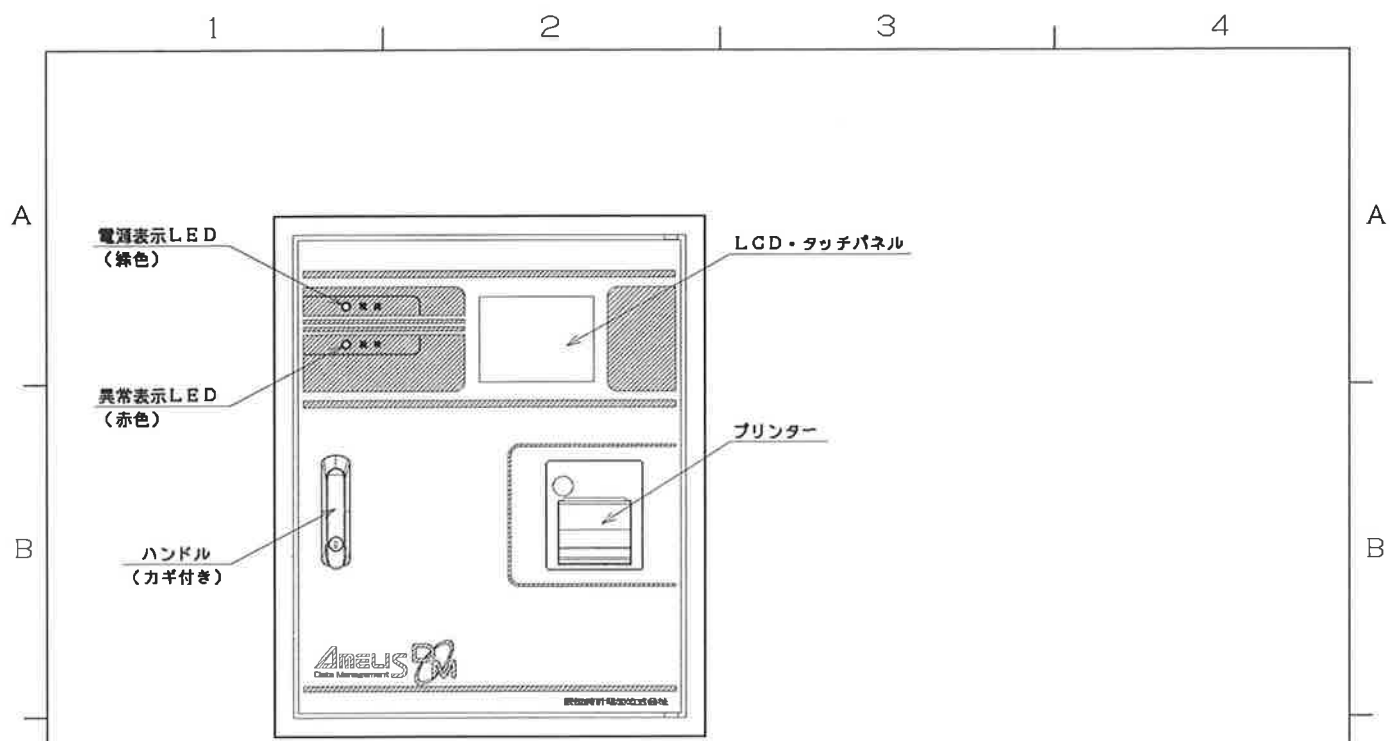 1 2 3 4
A A
電源表示LED
(緑色)
LCD・タッチパネル
異常表示LED
(赤色)
プリンター
B B
ハンドル
(カギ付き)
AMELIS DM
Data Management